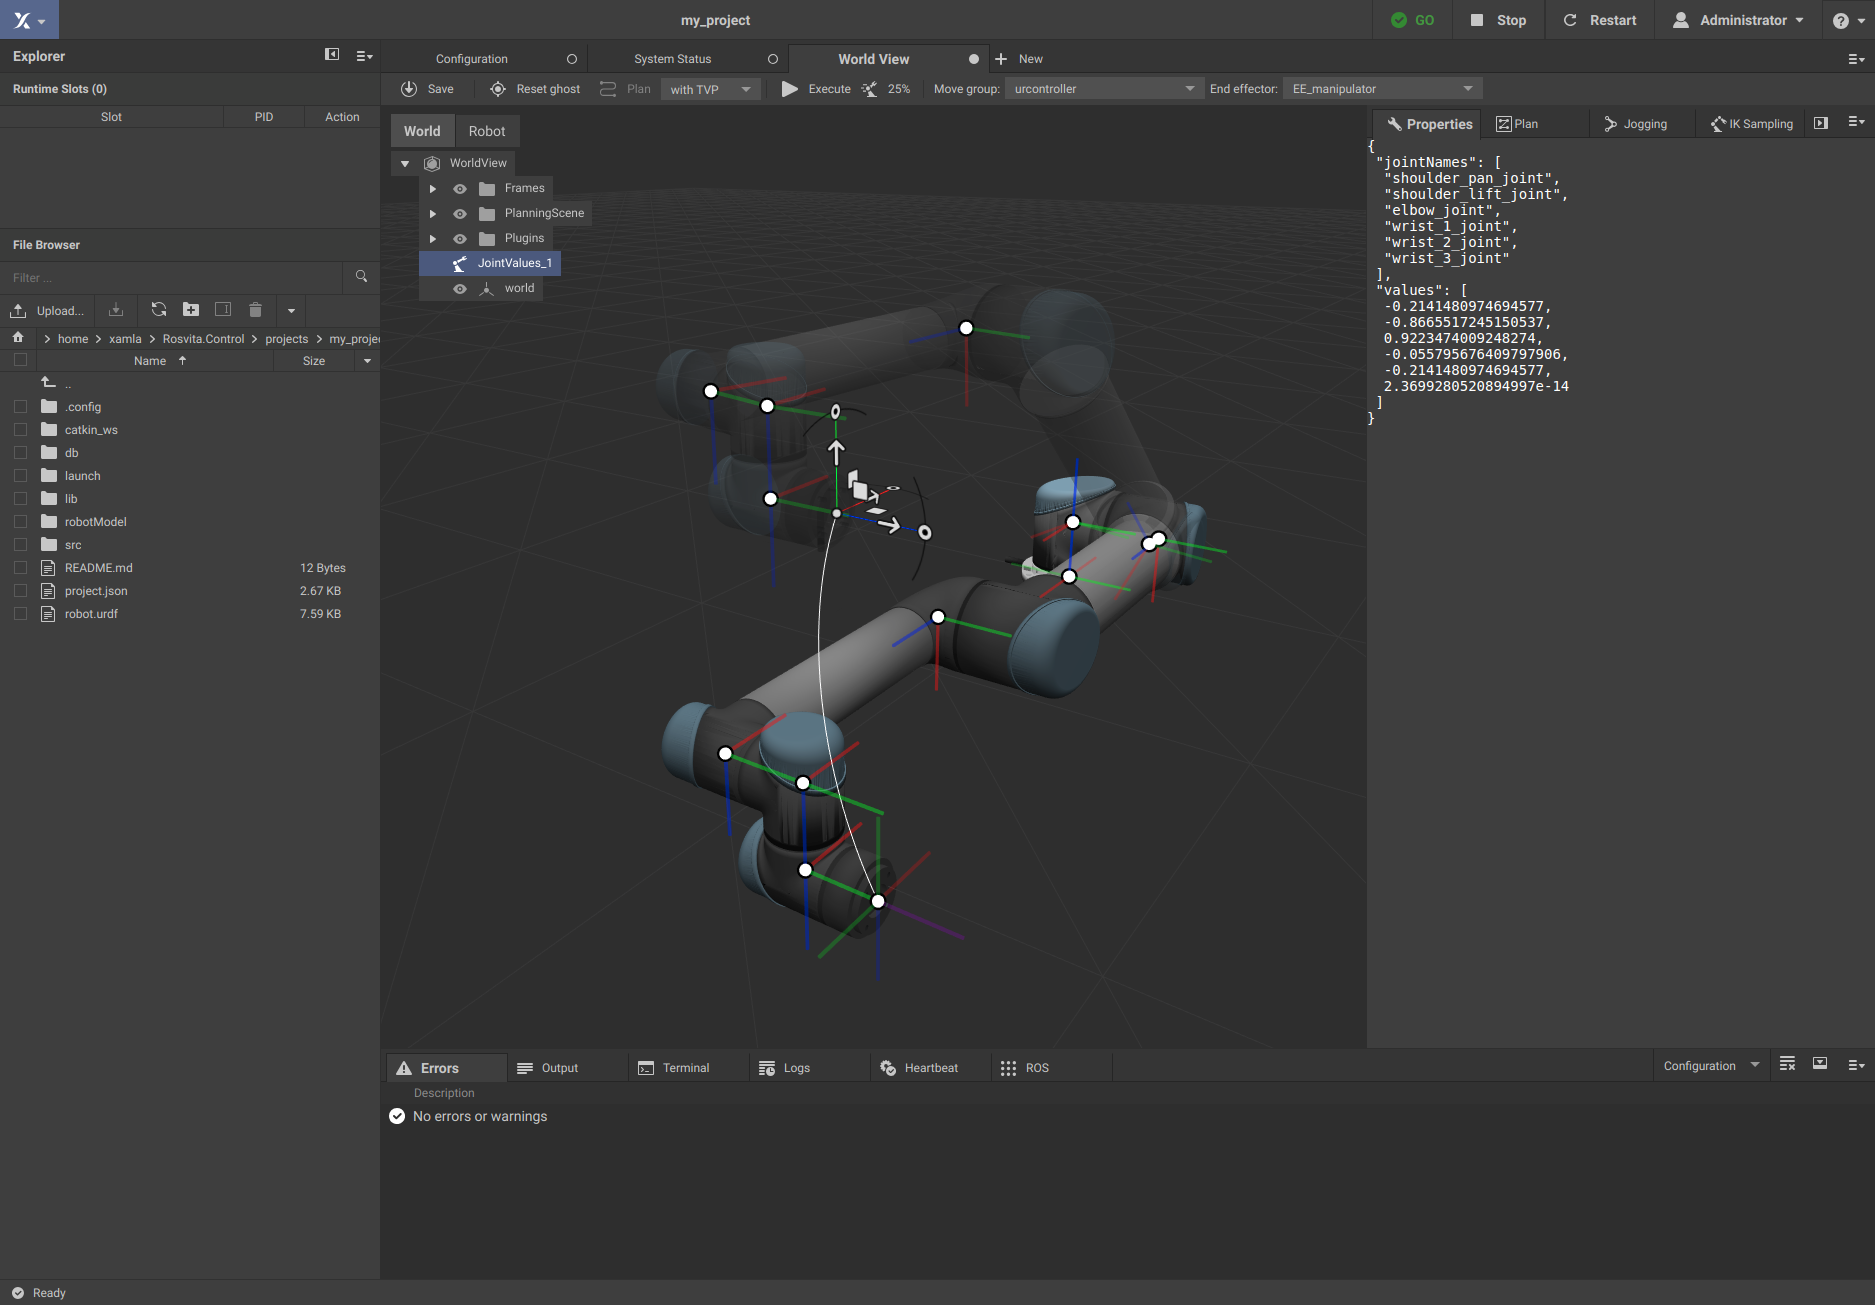 my_project
GO
Stop
Restart
Administrator
Explorer
Configuration
System Status
World View
New
Runtime Slots (0)
Save
Reset ghost
Plan
with TVP
Execute
25%
Move group:
urcontroller
End effector:
EE_manipulator
Slot
PID
Action
World
Robot
WorldView
Frames
PlanningScene
Plugins
JointValues_1
world
Properties
Plan
Jogging
IK Sampling
{
"jointNames": [
"shoulder_pan_joint",
"shoulder_lift_joint",
"elbow_joint",
"wrist_1_joint",
"wrist_2_joint",
"wrist_3_joint"
],
"values": [
-0.2141480974694577,
-0.8665517245150537,
0.9223474009248274,
-0.055795676409797906,
-0.2141480974694577,
2.3699280520894997e-14
]
}
File Browser
Filter ...
Upload...
> home > xamla > Rosvita.Control > projects > my_projec
Name
Size
..
.config
catkin_ws
db
launch
lib
robotModel
src
README.md 12 Bytes
project.json 2.67 KB
robot.urdf 7.59 KB
Errors
Output
Terminal
Logs
Heartbeat
ROS
Configuration
Description
No errors or warnings
Ready